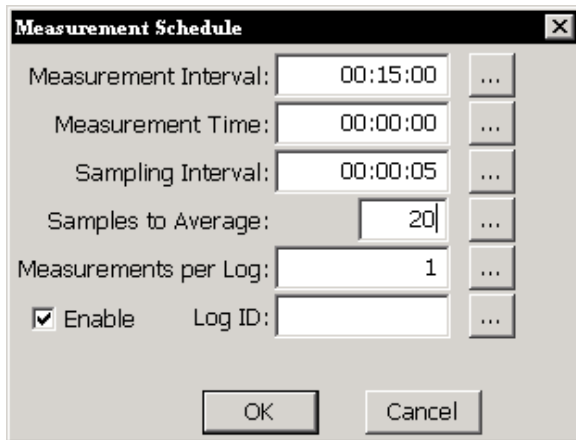 Measurement Schedule
Measurement Interval: 00:15:00 ...
Measurement Time: 00:00:00 ...
Sampling Interval: 00:00:05 ...
Samples to Average: 20 ...
Measurements per Log: 1 ...
Enable Log ID: ...
OK Cancel